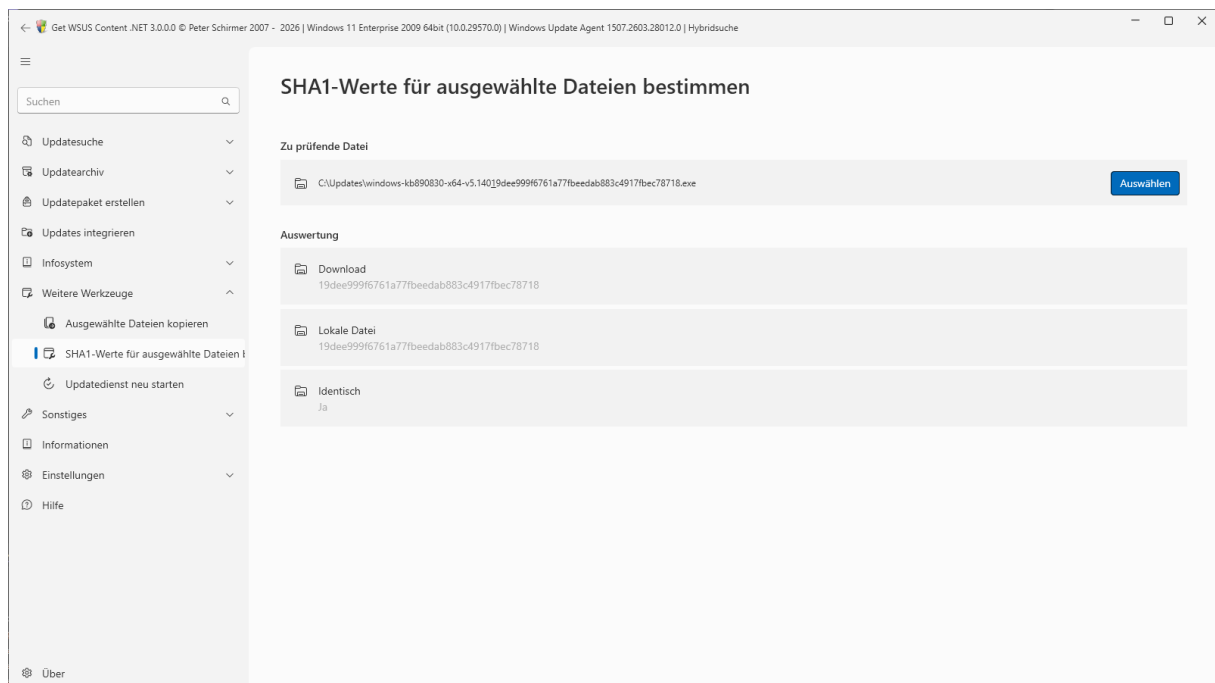 Get WSUS Content .NET 3.0.0.0 © Peter Schirmer 2007 - 2026 | Windows 11 Enterprise 2009 64bit (10.0.29570.0) | Windows Update Agent 1507.2603.28012.0 | Hybridsuche
Suchen
Updatesuche
Updatearchiv
Updatepaket erstellen
Updates integrieren
Infosystem
Weitere Werkzeuge
Ausgewählte Dateien kopieren
SHA1-Werte für ausgewählte Dateien b
Updatedienst neu starten
Sonstiges
Informationen
Einstellungen
Hilfe
Über
SHA1-Werte für ausgewählte Dateien bestimmen
Zu prüfende Datei
C:\Updates\windows-kb890830-x64-v5.14019dee999f6761a77fbeedab883c4917fbec78718.exe
Auswählen
Auswertung
Download
19dee999f6761a77fbeedab883c4917fbec78718
Lokale Datei
19dee999f6761a77fbeedab883c4917fbec78718
Identisch
Ja